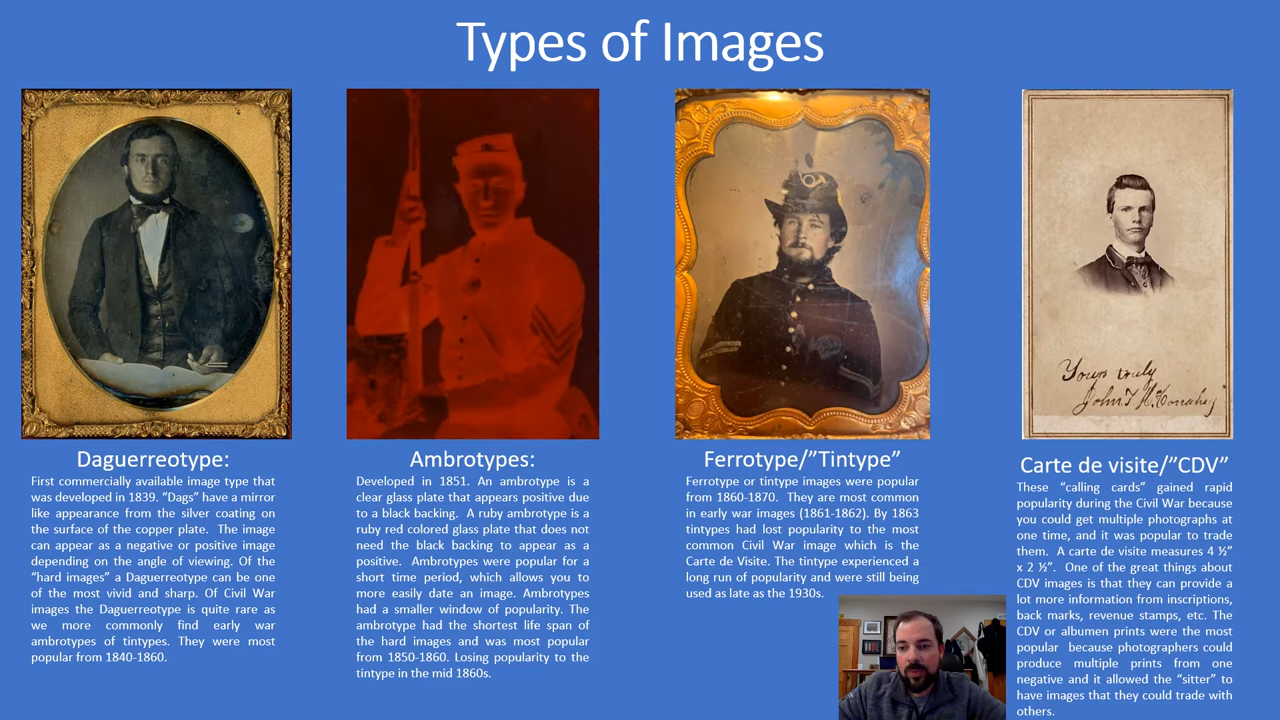 Types of Images
Yours truly
John T McConahey
Daguerreotype:
First commercially available image type that
was developed in 1839. “Dags” have a mirror
like appearance from the silver coating on
the surface of the copper plate. The image
can appear as a negative or positive image
depending on the angle of viewing. Of the
“hard images” a Daguerreotype can be one
of the most vivid and sharp. Of Civil War
images the Daguerreotype is quite rare as
we more commonly find early war
ambrotypes of tintypes. They were most
popular from 1840-1860.
Ambrotypes:
Developed in 1851. An ambrotype is a
clear glass plate that appears positive due
to a black backing. A ruby ambrotype is a
ruby red colored glass plate that does not
need the black backing to appear as a
positive. Ambrotypes were popular for a
short time period, which allows you to
more easily date an image. Ambrotypes
had a smaller window of popularity. The
ambrotype had the shortest life span of
the hard images and was most popular
from 1850-1860. Losing popularity to the
tintype in the mid 1860s.
Ferrotype/”Tintype”
Ferrotype or tintype images were popular
from 1860-1870. They are most common
in early war images (1861-1862). By 1863
tintypes had lost popularity to the most
common Civil War image which is the
Carte de Visite. The tintype experienced a
long run of popularity and were still being
used as late as the 1930s.
Carte de visite/”CDV”
These “calling cards” gained rapid
popularity during the Civil War because
you could get multiple photographs at
one time, and it was popular to trade
them. A carte de visite measures 4 ½”
x 2 ½”. One of the great things about
CDV images is that they can provide a
lot more information from inscriptions,
back marks, revenue stamps, etc. The
CDV or albumen prints were the most
popular because photographers could
produce multiple prints from one
negative and it allowed the “sitter” to
have images that they could trade with
others.